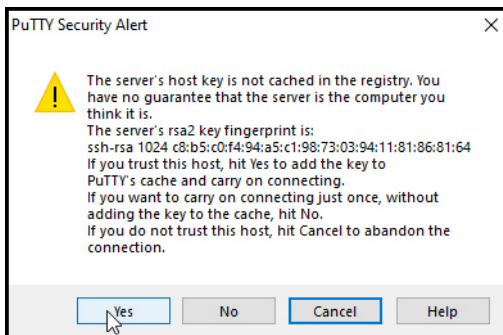 PuTTY Security Alert
The server's host key is not cached in the registry. You
have no guarantee that the server is the computer you
think it is.
The server's rsa2 key fingerprint is:
ssh-rsa 1024 c8:b5:c0:f4:94:a5:c1:98:73:03:94:11:81:86:81:64
If you trust this host, hit Yes to add the key to
PuTTY's cache and carry on connecting.
If you want to carry on connecting just once, without
adding the key to the cache, hit No.
If you do not trust this host, hit Cancel to abandon the
connection.
Yes No Cancel Help